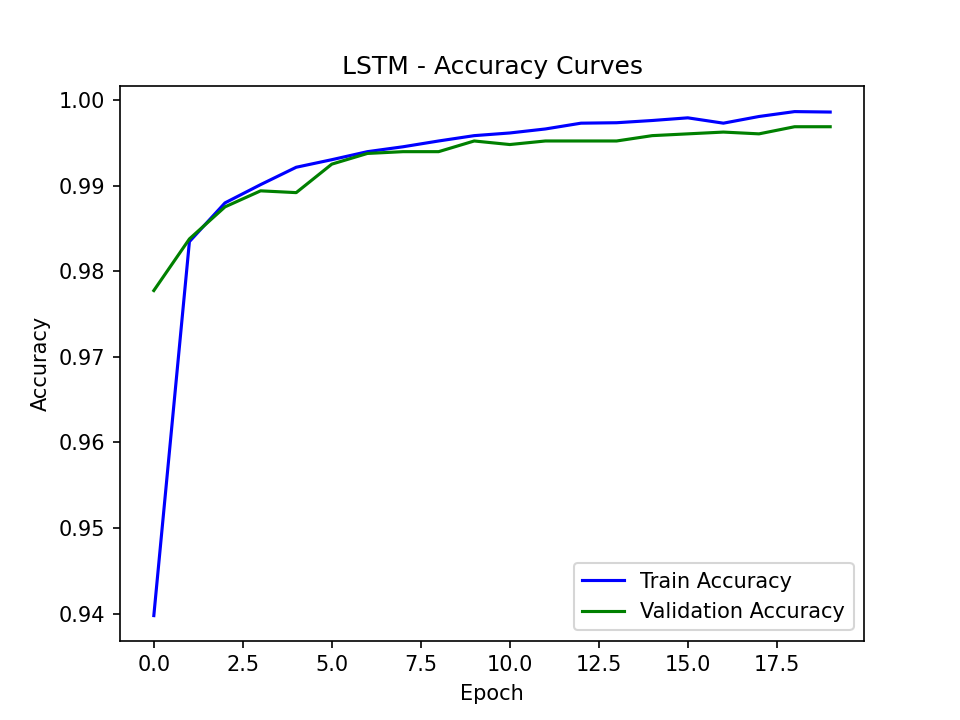 LSTM - Accuracy Curves
1.00
0.99
0.98
0.97
0.96
0.95
0.94
Accuracy
Train Accuracy
Validation Accuracy
0.0 2.5 5.0 7.5 10.0 12.5 15.0 17.5
Epoch